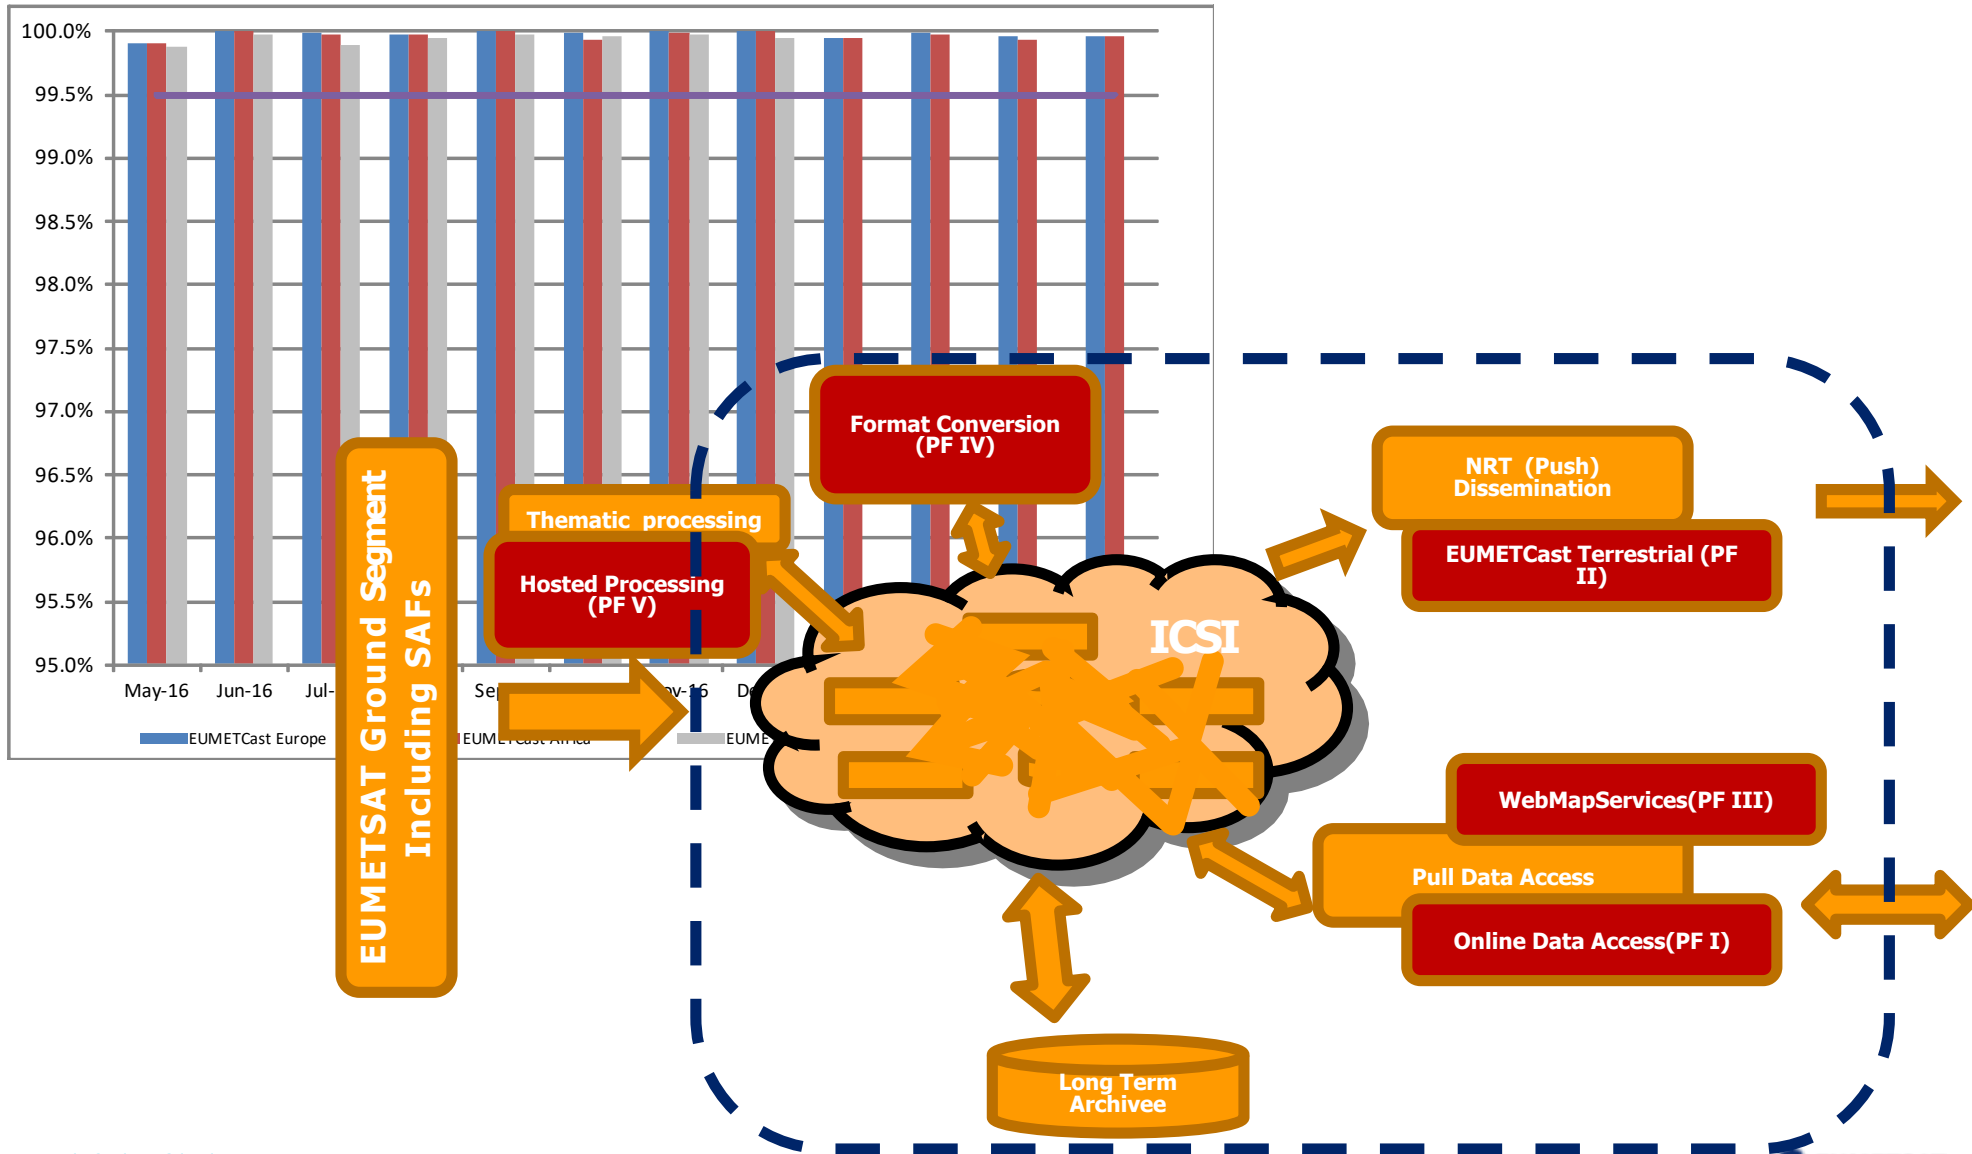 100.0%
99.5%
99.0%
98.5%
98.0%
97.5%
97.0%
96.5%
96.0%
95.5%
95.0%
May-16 Jun-16
EUMETCast Europe
EUMETCast Africa
EUMETSAT Ground Segment
Including SAFs
Thematic processing
Hosted Processing
(PF V)
Format Conversion
(PF IV)
ICSI
NRT (Push)
Dissemination
EUMETCast Terrestrial (PF
II)
WebMapServices(PF III)
Pull Data Access
Online Data Access(PF I)
Long Term
Archivee